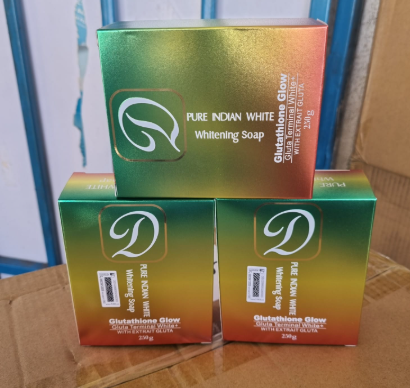 D
PURE INDIAN WHITE
Whitening Soap
Glutathione Glow
Gluta Terminal White+
WITH EXTRAIT GLUTA
250g
PURE
D
PURE INDIAN WHITE
Whitening Soap
Glutathione Glow
Gluta Terminal White+
WITH EXTRAIT GLUTA
250g
D
PURE INDIAN WHITE
Whitening Soap
Glutathione Glow
Gluta Terminal White+
WITH EXTRAIT GLUTA
250g